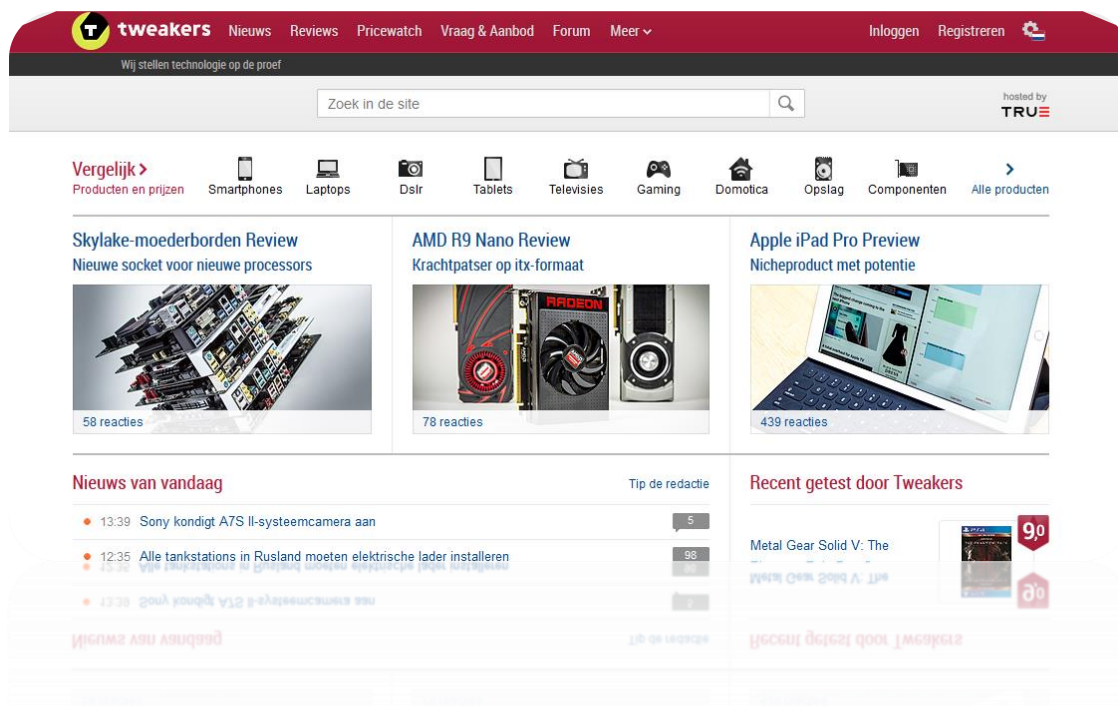 tweakers Nieuws Reviews Pricewatch Vraag & Aanbod Forum Meer Inloggen Registreren
Wij stellen technologie op de proef
Zoek in de site
hosted by
TRUE
Vergelijk
Producten en prijzen Smartphones Laptops Dslr Tablets Televisies Gaming Domotica Opslag Componenten Alle producten
Skylake-moederborden Review
Nieuwe socket voor nieuwe processors
58 reacties
AMD R9 Nano Review
Krachtpatser op itx-formaat
RADEON
78 reacties
Apple iPad Pro Preview
Nicheproduct met potentie
439 reacties
Nieuws van vandaag Tip de redactie
13:39 Sony kondigt A7S II-systeemcamera aan 5
12:35 Alle tankstations in Rusland moeten elektrische lader installeren 98
Recent getest door Tweakers
Metal Gear Solid V: The
9,0